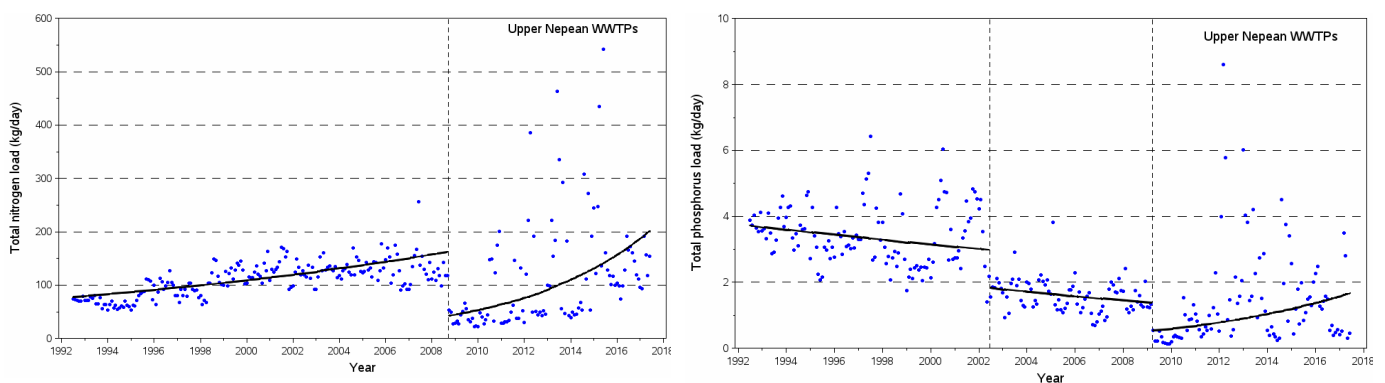 Upper Nepean WWTPs
Total nitrogen load (kg/day)
600
500
400
300
200
100
0
1992 1994 1996 1998 2000 2002 2004 2006 2008 2010 2012 2014 2016 2018
Year
Upper Nepean WWTPs
Total phosphorus load (kg/day)
10
8
6
4
2
0
1992 1994 1996 1998 2000 2002 2004 2006 2008 2010 2012 2014 2016 2018
Year